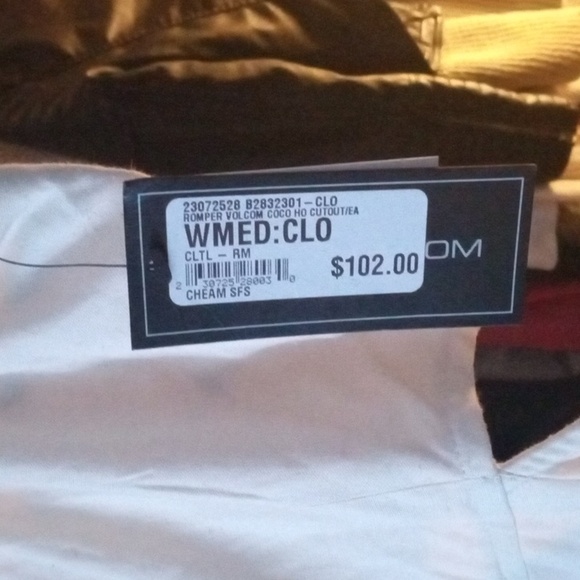 23072528 B2832301-CLO
ROMPER VOLCOM COCO HO CUTOUT/EA
WMED:CLO
CLTL - RM
$102.00
2 30725 28003 0
CHEAM SFS
OM